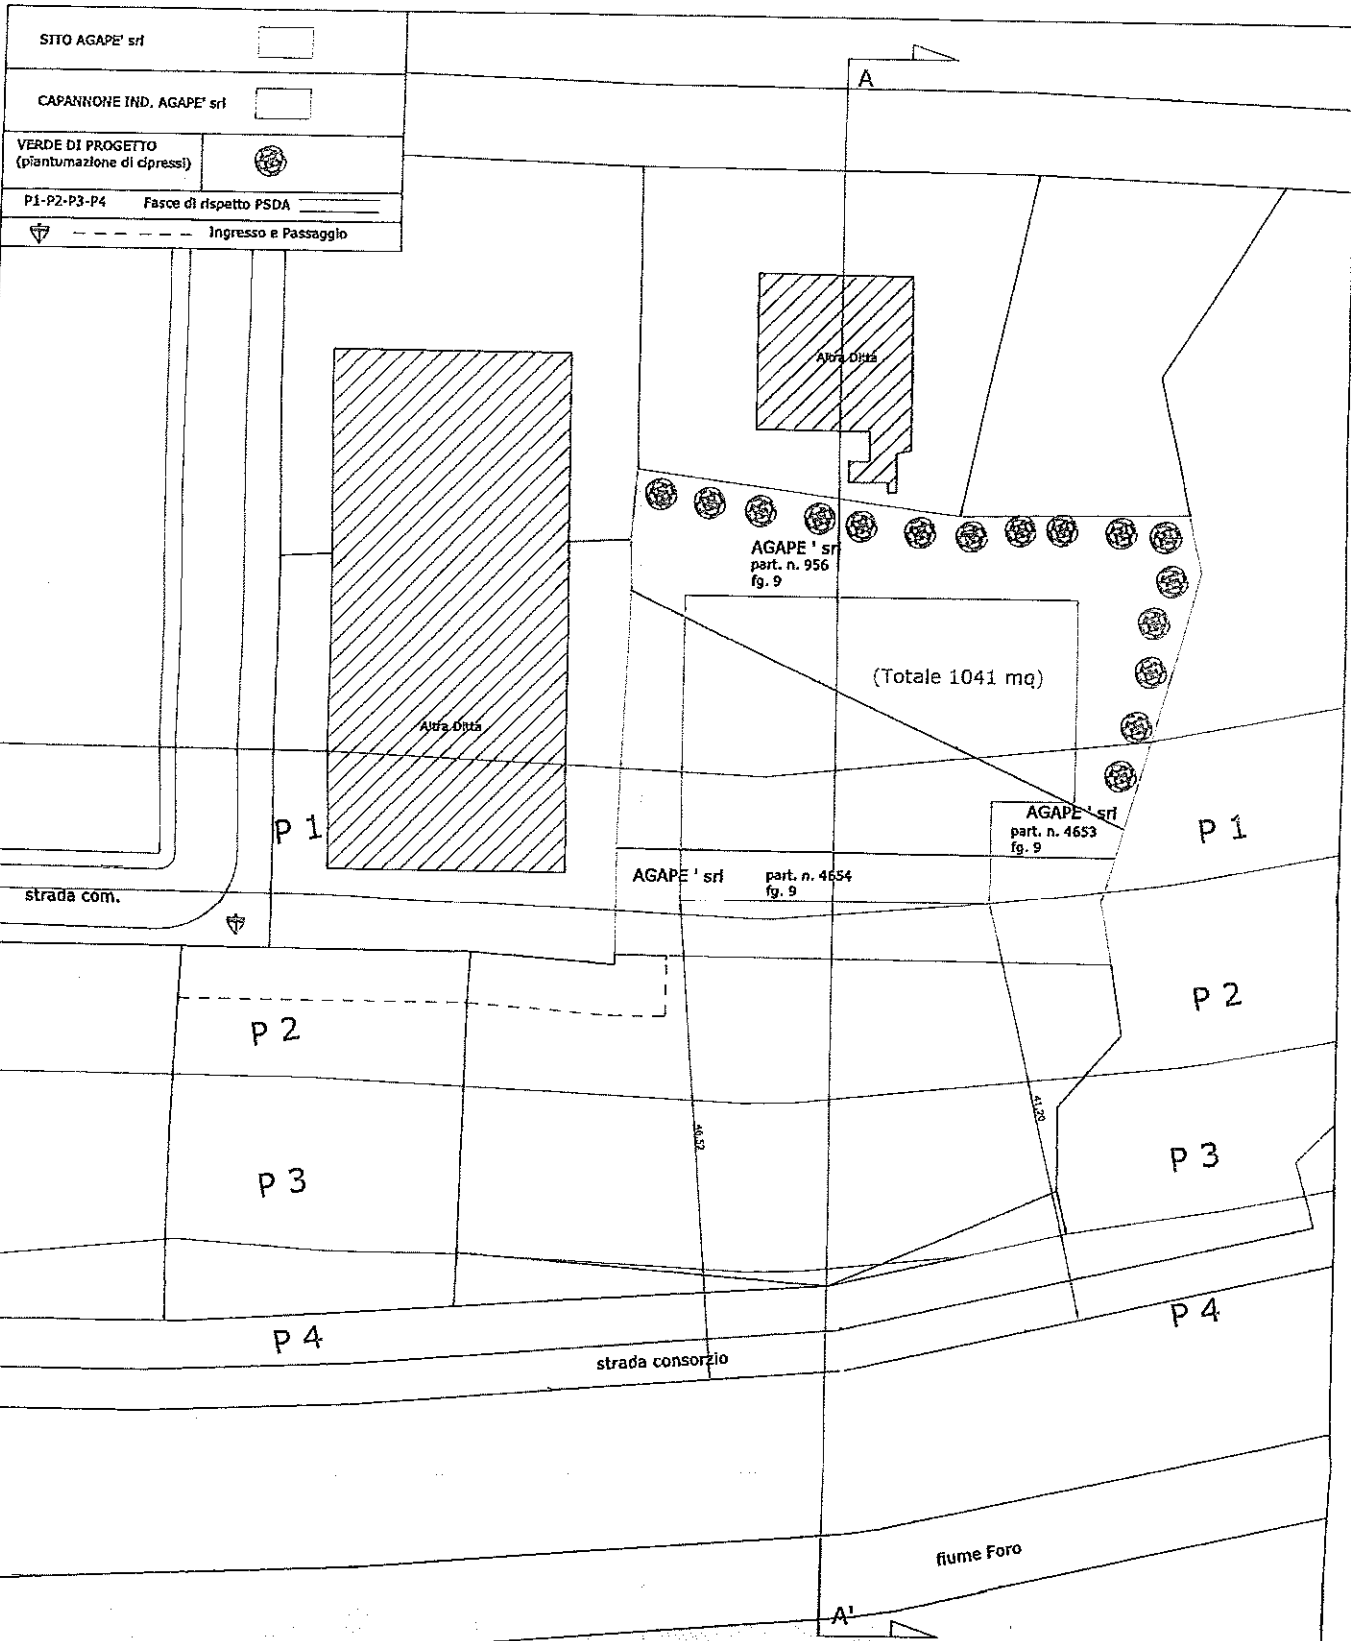 SITO AGAPE' srl
CAPANNONE IND. AGAPE' srl
VERDE DI PROGETTO
(piantumazione di cipressi)
P1-P2-P3-P4 Fasce di rispetto PSDA
Ingresso e Passaggio
A
Altra Ditta
AGAPE ' srl
part. n. 956
fg. 9
(Totale 1041 mq)
Altra Ditta
P 1
AGAPE ' srl
part. n. 4653
fg. 9
P 1
AGAPE ' srl
part. n. 4654
fg. 9
strada com.
P 2
P 2
46,52
41,20
P 3
P 3
P 4
P 4
strada consorzio
fiume Foro
A'